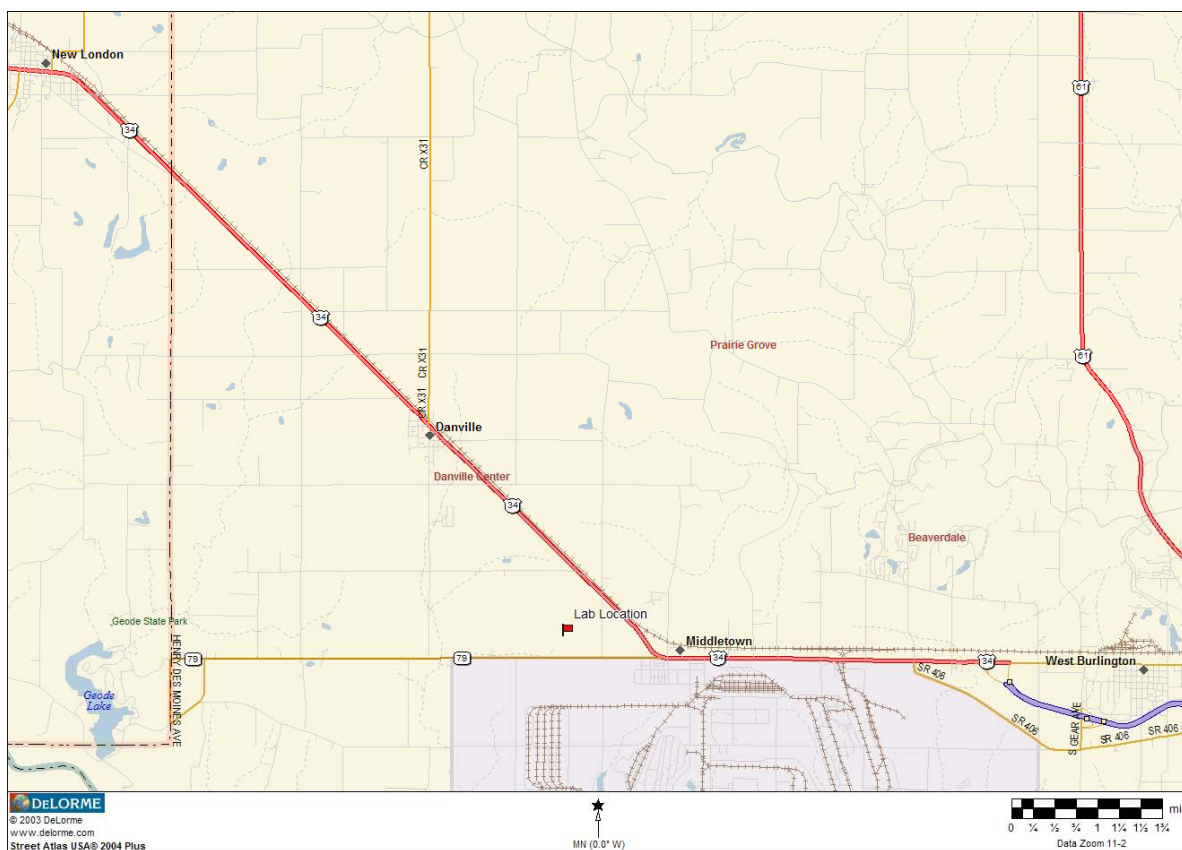 New London
34
61
CR X31
34
Prairie Grove
61
CR X31
CR X31
Danville
Danville Center
34
Beaverdale
Lab Location
Geode State Park
Middletown
79
79
34
34
West Burlington
SR 406
HENRY DES MOINES AVE
Geode
Lake
SR 406
S GEAR AVE
SR 406
SR 406
DELORME
© 2003 DeLorme
www.delorme.com
Street Atlas USA® 2004 Plus
MN (0.0° W)
mi
0 ¼ ½ ¾ 1 1¼ 1½ 1¾
Data Zoom 11-2